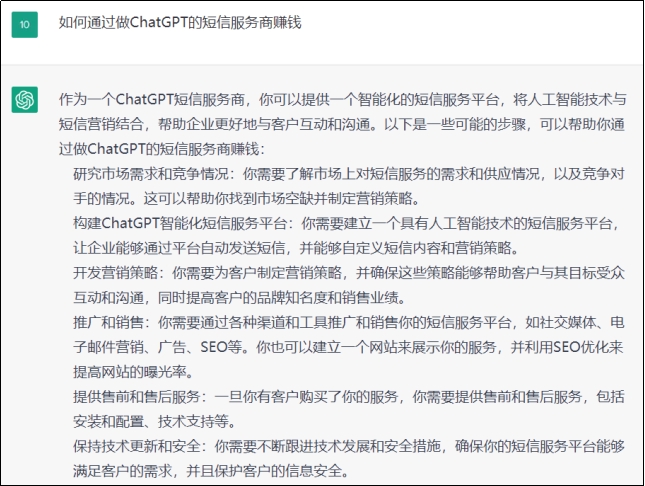 10
如何通过做ChatGPT的短信服务商赚钱
作为一个ChatGPT短信服务商，你可以提供一个智能化的短信服务平台，将人工智能技术与
短信营销结合，帮助企业更好地与客户互动和沟通。以下是一些可能的步骤，可以帮助你通
过做ChatGPT的短信服务商赚钱：
研究市场需求和竞争情况：你需要了解市场上对短信服务的需求和供应情况，以及竞争对
手的情况。这可以帮助你找到市场空缺并制定营销策略。
构建ChatGPT智能化短信服务平台：你需要建立一个具有人工智能技术的短信服务平台，
让企业能够通过平台自动发送短信，并能够自定义短信内容和营销策略。
开发营销策略：你需要为客户制定营销策略，并确保这些策略能够帮助客户与其目标受众
互动和沟通，同时提高客户的品牌知名度和销售业绩。
推广和销售：你需要通过各种渠道和工具推广和销售你的短信服务平台，如社交媒体、电
子邮件营销、广告、SEO等。你也可以建立一个网站来展示你的服务，并利用SEO优化来
提高网站的曝光率。
提供售前和售后服务：一旦你有客户购买了你的服务，你需要提供售前和售后服务，包括
安装和配置、技术支持等。
保持技术更新和安全：你需要不断跟进技术发展和安全措施，确保你的短信服务平台能够
满足客户的需求，并且保护客户的信息安全。